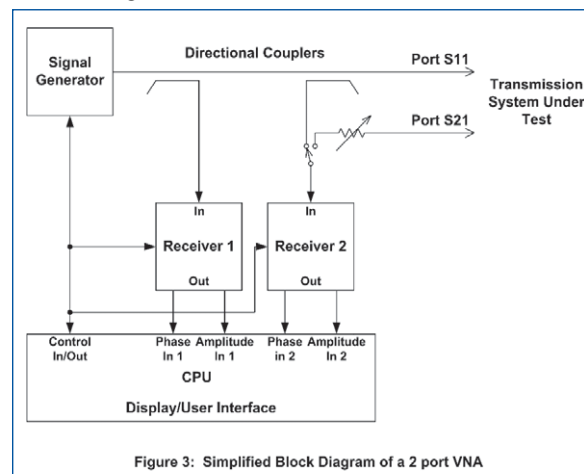 Signal
Generator
Directional Couplers
Port S11
Transmission
System Under
Test
Port S21
In
Receiver 1
Out
In
Receiver 2
Out
Control
In/Out
Phase
In 1
Amplitude
In 1
Phase
in 2
Amplitude
In 2
CPU
Display/User Interface
Figure 3: Simplified Block Diagram of a 2 port VNA